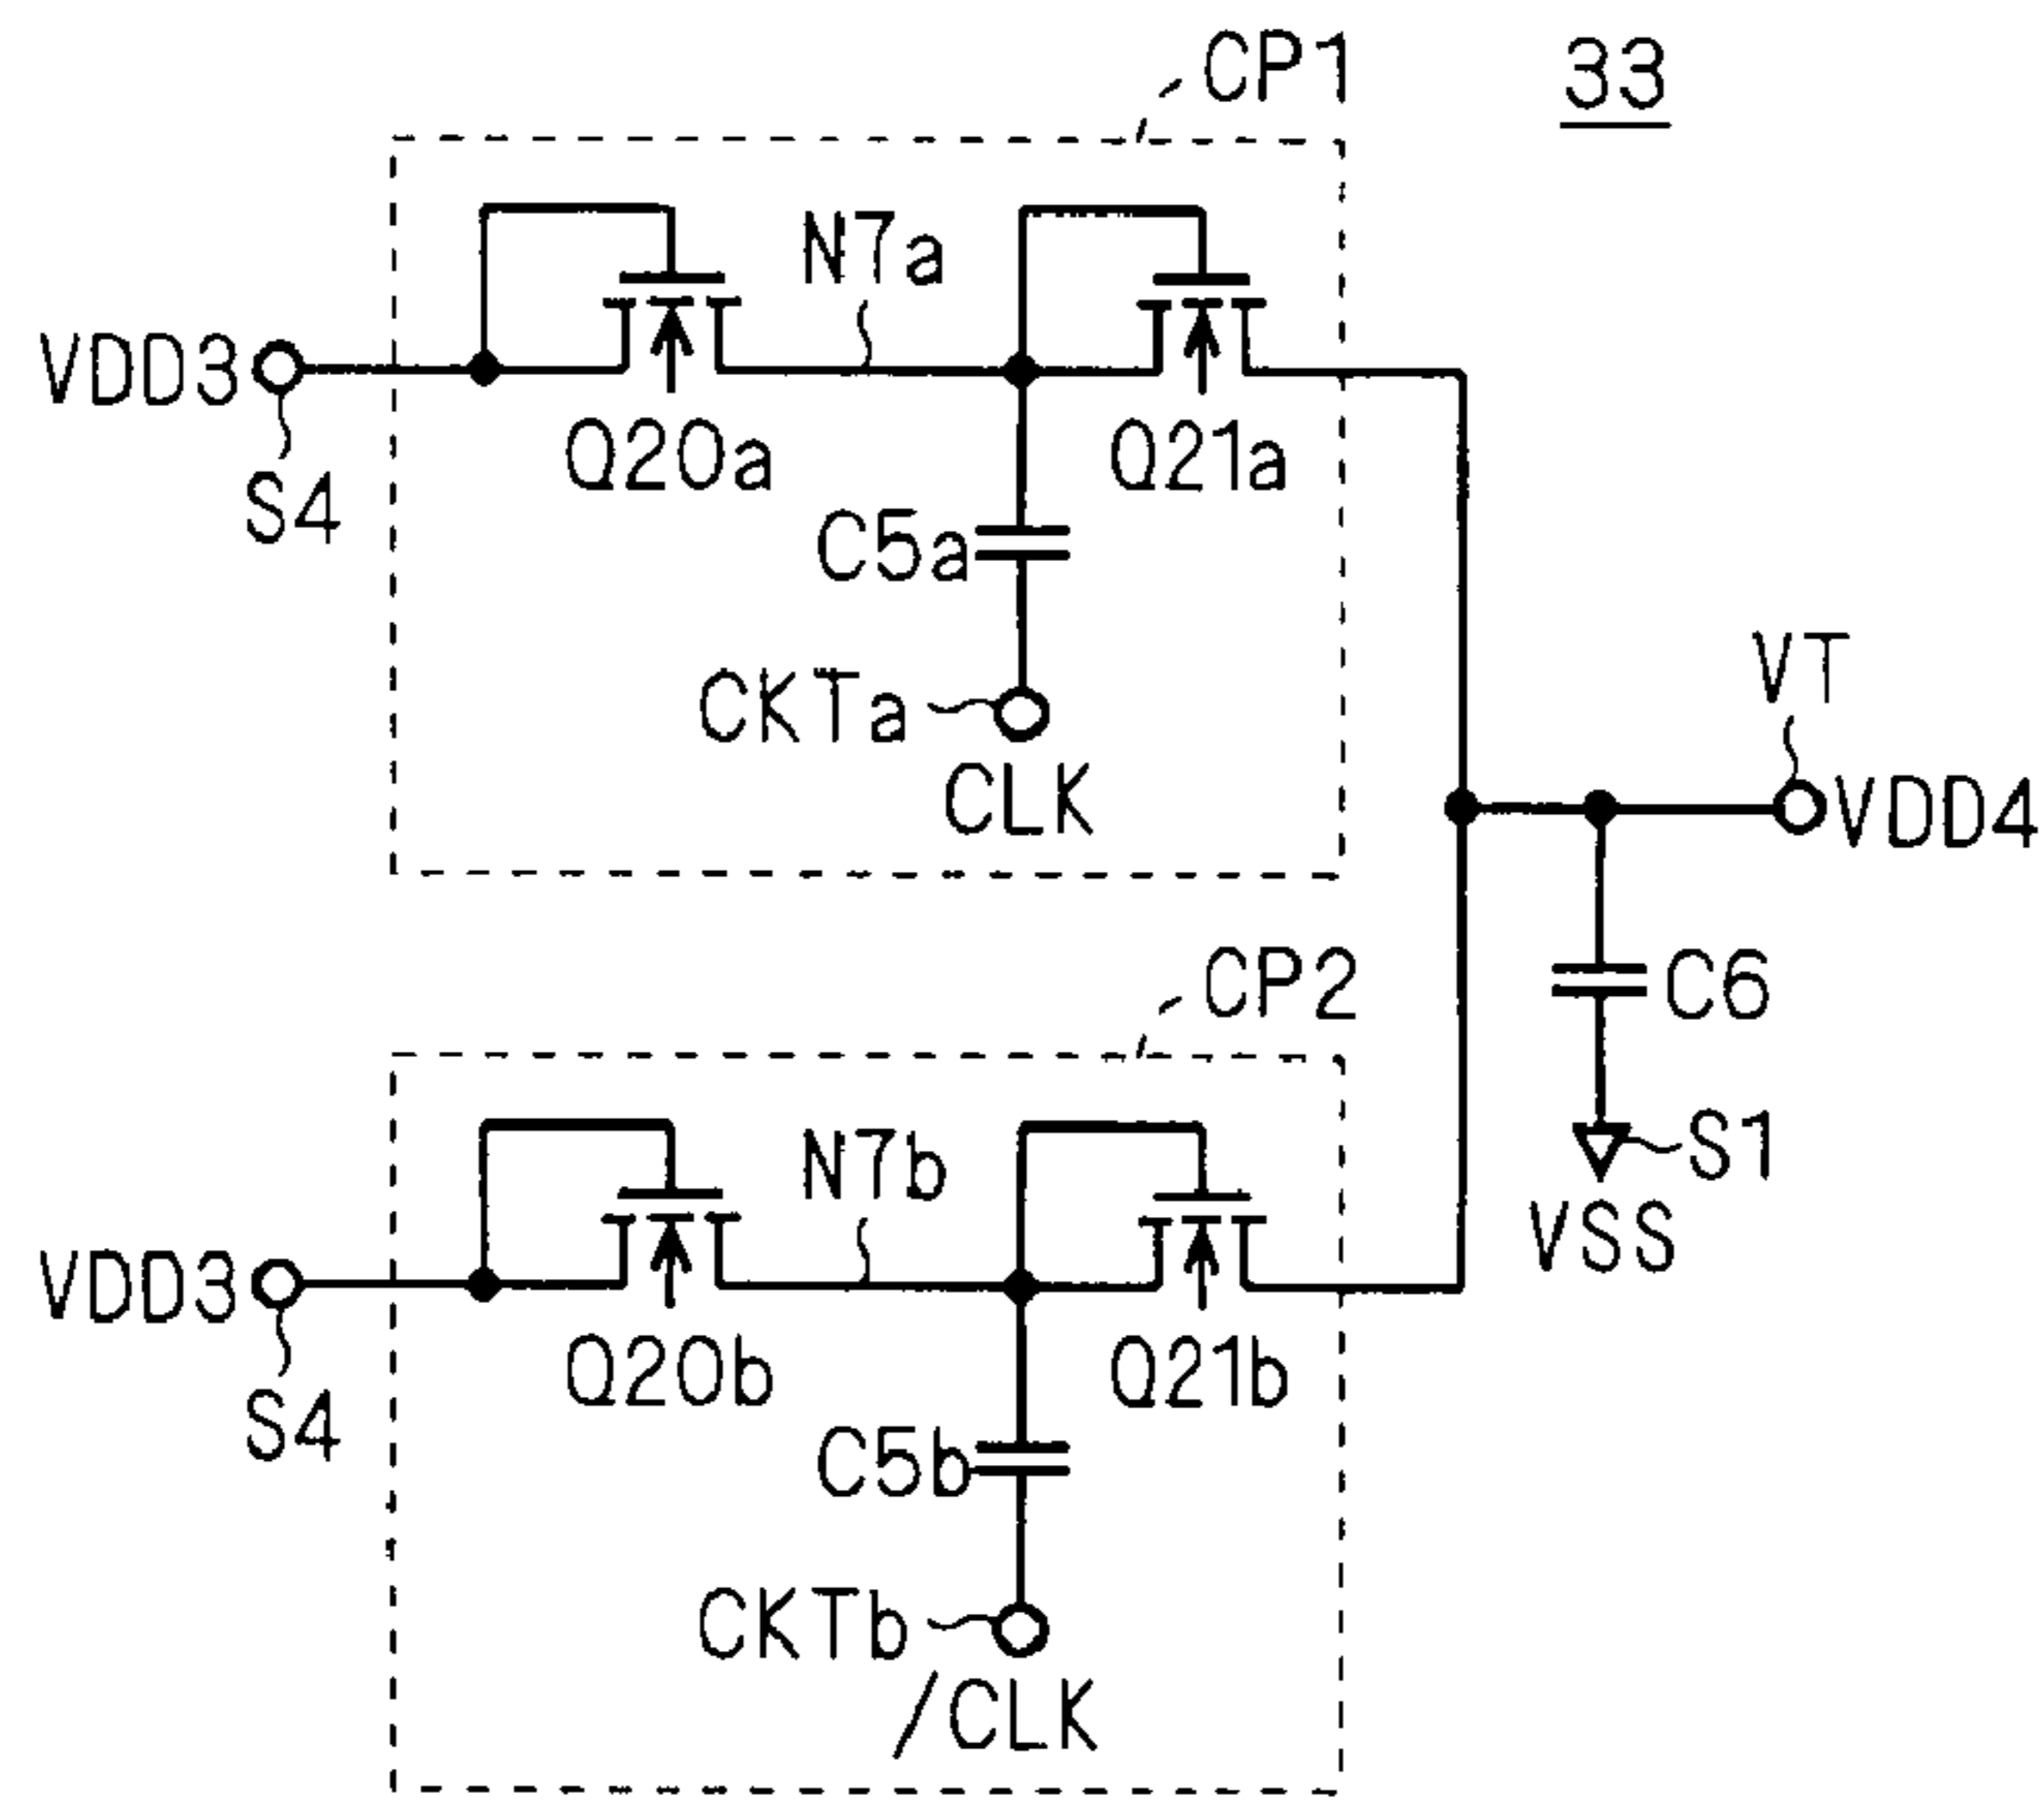 CP1
33
N7a
VDD3
Q20a
Q21a
S4
C5a
CKTa
VT
CLK
VDD4
CP2
C6
N7b
S1
VSS
VDD3
Q20b
Q21b
S4
C5b
CKTb
/CLK